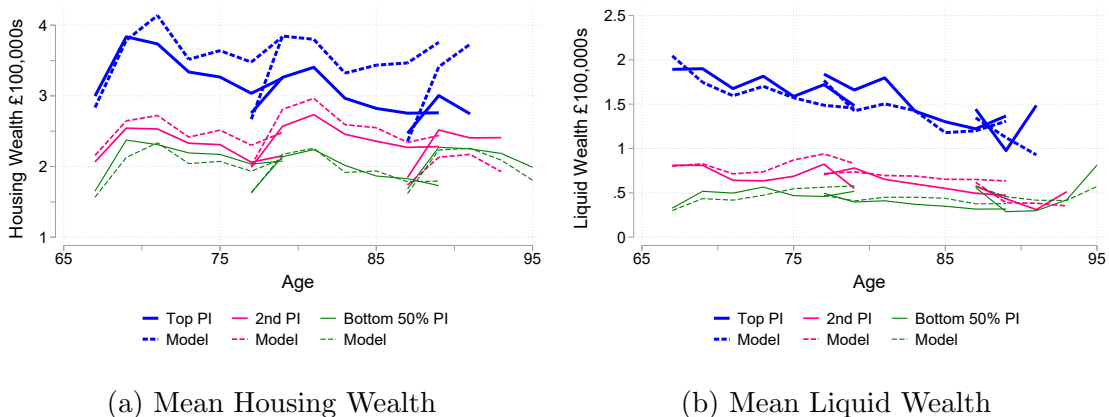 Housing Wealth £100,000s
4
3
2
1
65
75
85
95
Age
Top PI
2nd PI
Bottom 50% PI
Model
Model
Model
(a) Mean Housing Wealth
Liquid Wealth £100,000s
2.5
2
1.5
1
.5
0
65
75
85
95
Age
Top PI
2nd PI
Bottom 50% PI
Model
Model
Model
(b) Mean Liquid Wealth